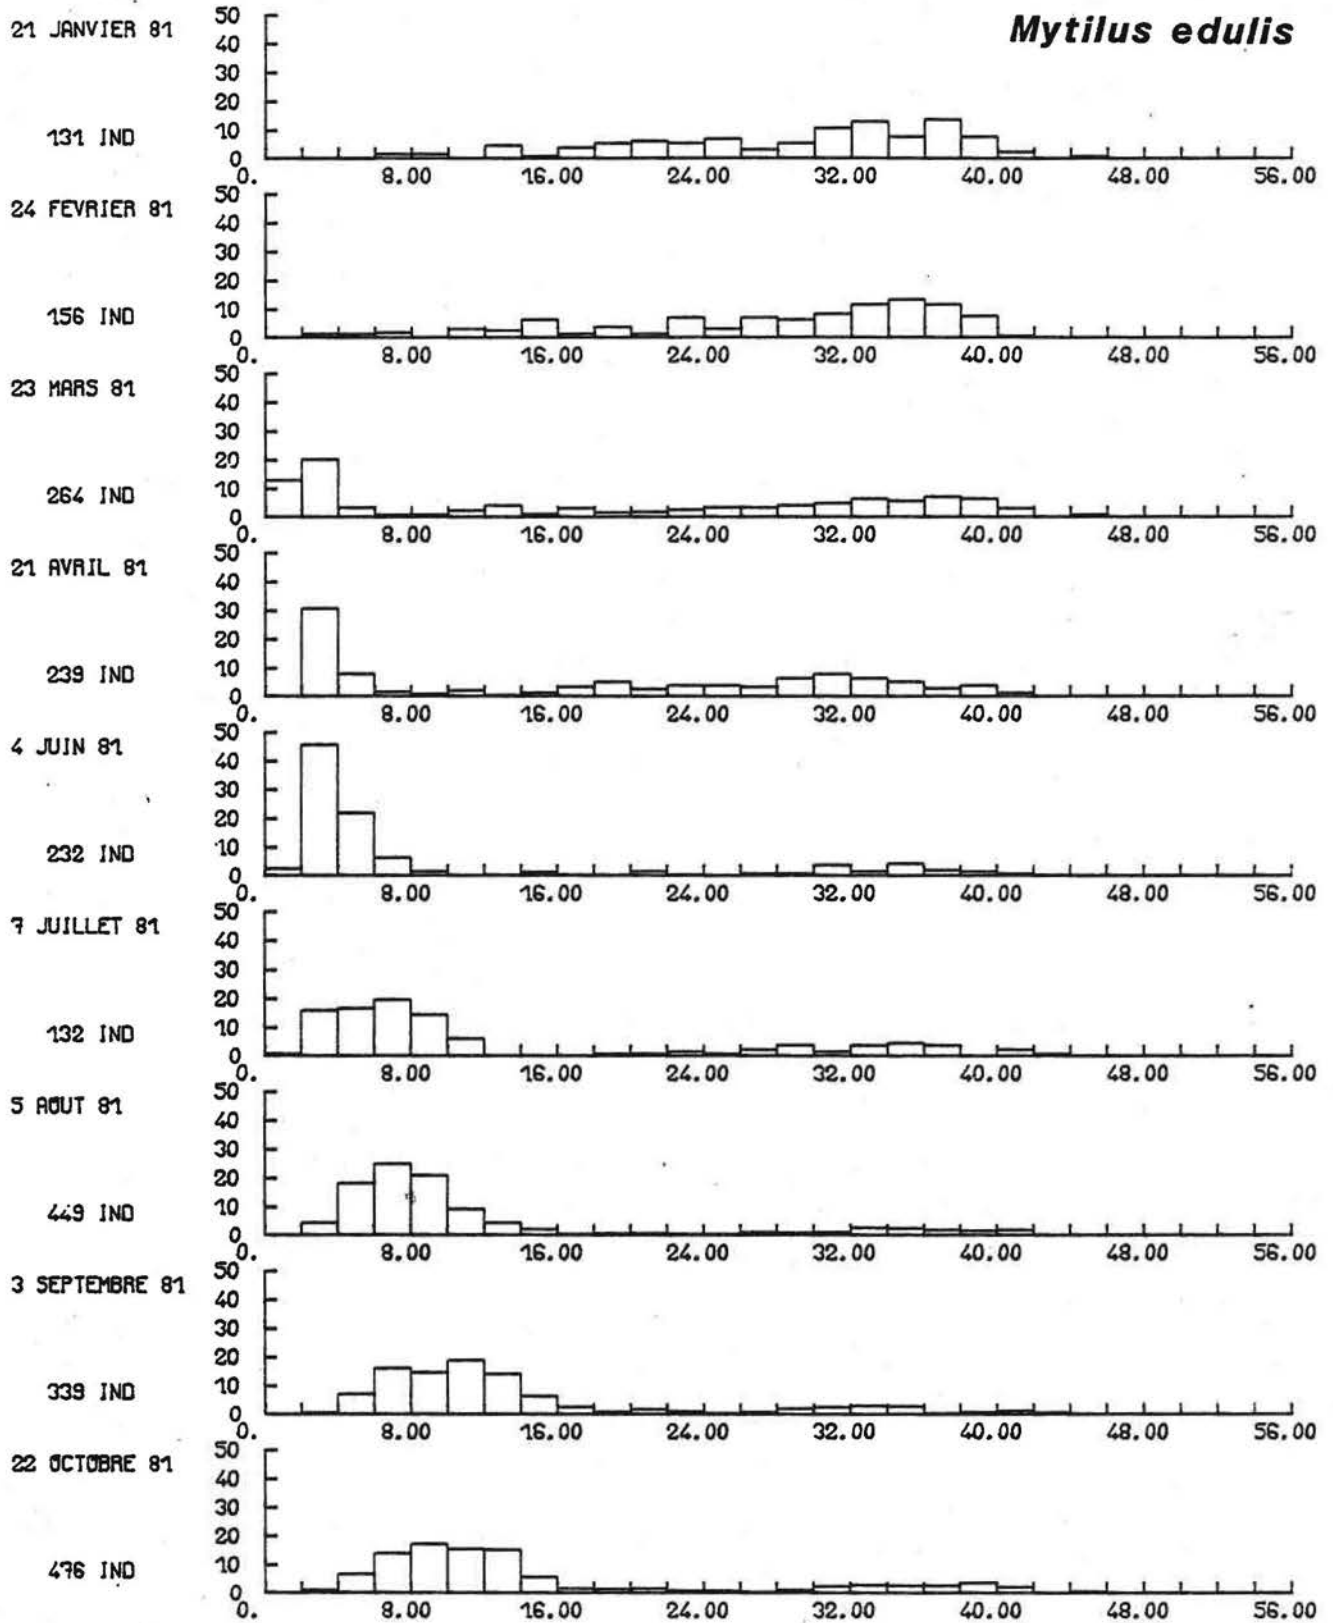 Mytilus edulis
21 JANVIER 81
131 IND
50
40
30
20
10
0
0. 8.00 16.00 24.00 32.00 40.00 48.00 56.00
24 FEVRIER 81
156 IND
50
40
30
20
10
0
0. 8.00 16.00 24.00 32.00 40.00 48.00 56.00
23 MARS 81
264 IND
50
40
30
20
10
0
0. 8.00 16.00 24.00 32.00 40.00 48.00 56.00
21 AVRIL 81
239 IND
50
40
30
20
10
0
0. 8.00 16.00 24.00 32.00 40.00 48.00 56.00
4 JUIN 81
232 IND
50
40
30
20
10
0
0. 8.00 16.00 24.00 32.00 40.00 48.00 56.00
7 JUILLET 81
132 IND
50
40
30
20
10
0
0. 8.00 16.00 24.00 32.00 40.00 48.00 56.00
5 AOUT 81
449 IND
50
40
30
20
10
0
0. 8.00 16.00 24.00 32.00 40.00 48.00 56.00
3 SEPTEMBRE 81
339 IND
50
40
30
20
10
0
0. 8.00 16.00 24.00 32.00 40.00 48.00 56.00
22 OCTOBRE 81
476 IND
50
40
30
20
10
0
0. 8.00 16.00 24.00 32.00 40.00 48.00 56.00